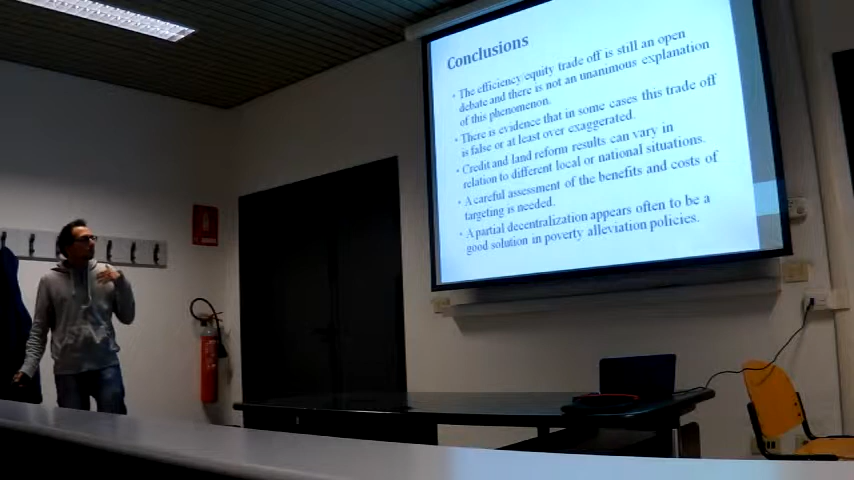 Conclusions
• The efficiency equity trade off is still an open
debate and there is not an unanimous explanation
of this phenomenon.
• There is evidence that in some cases this trade off
is false or at least over exaggerated.
• Credit and land reform results can vary in
relation to different local or national situations.
• A careful assessment of the benefits and costs of
targeting is needed.
• A partial decentralization appears often to be a
good solution in poverty alleviation policies.